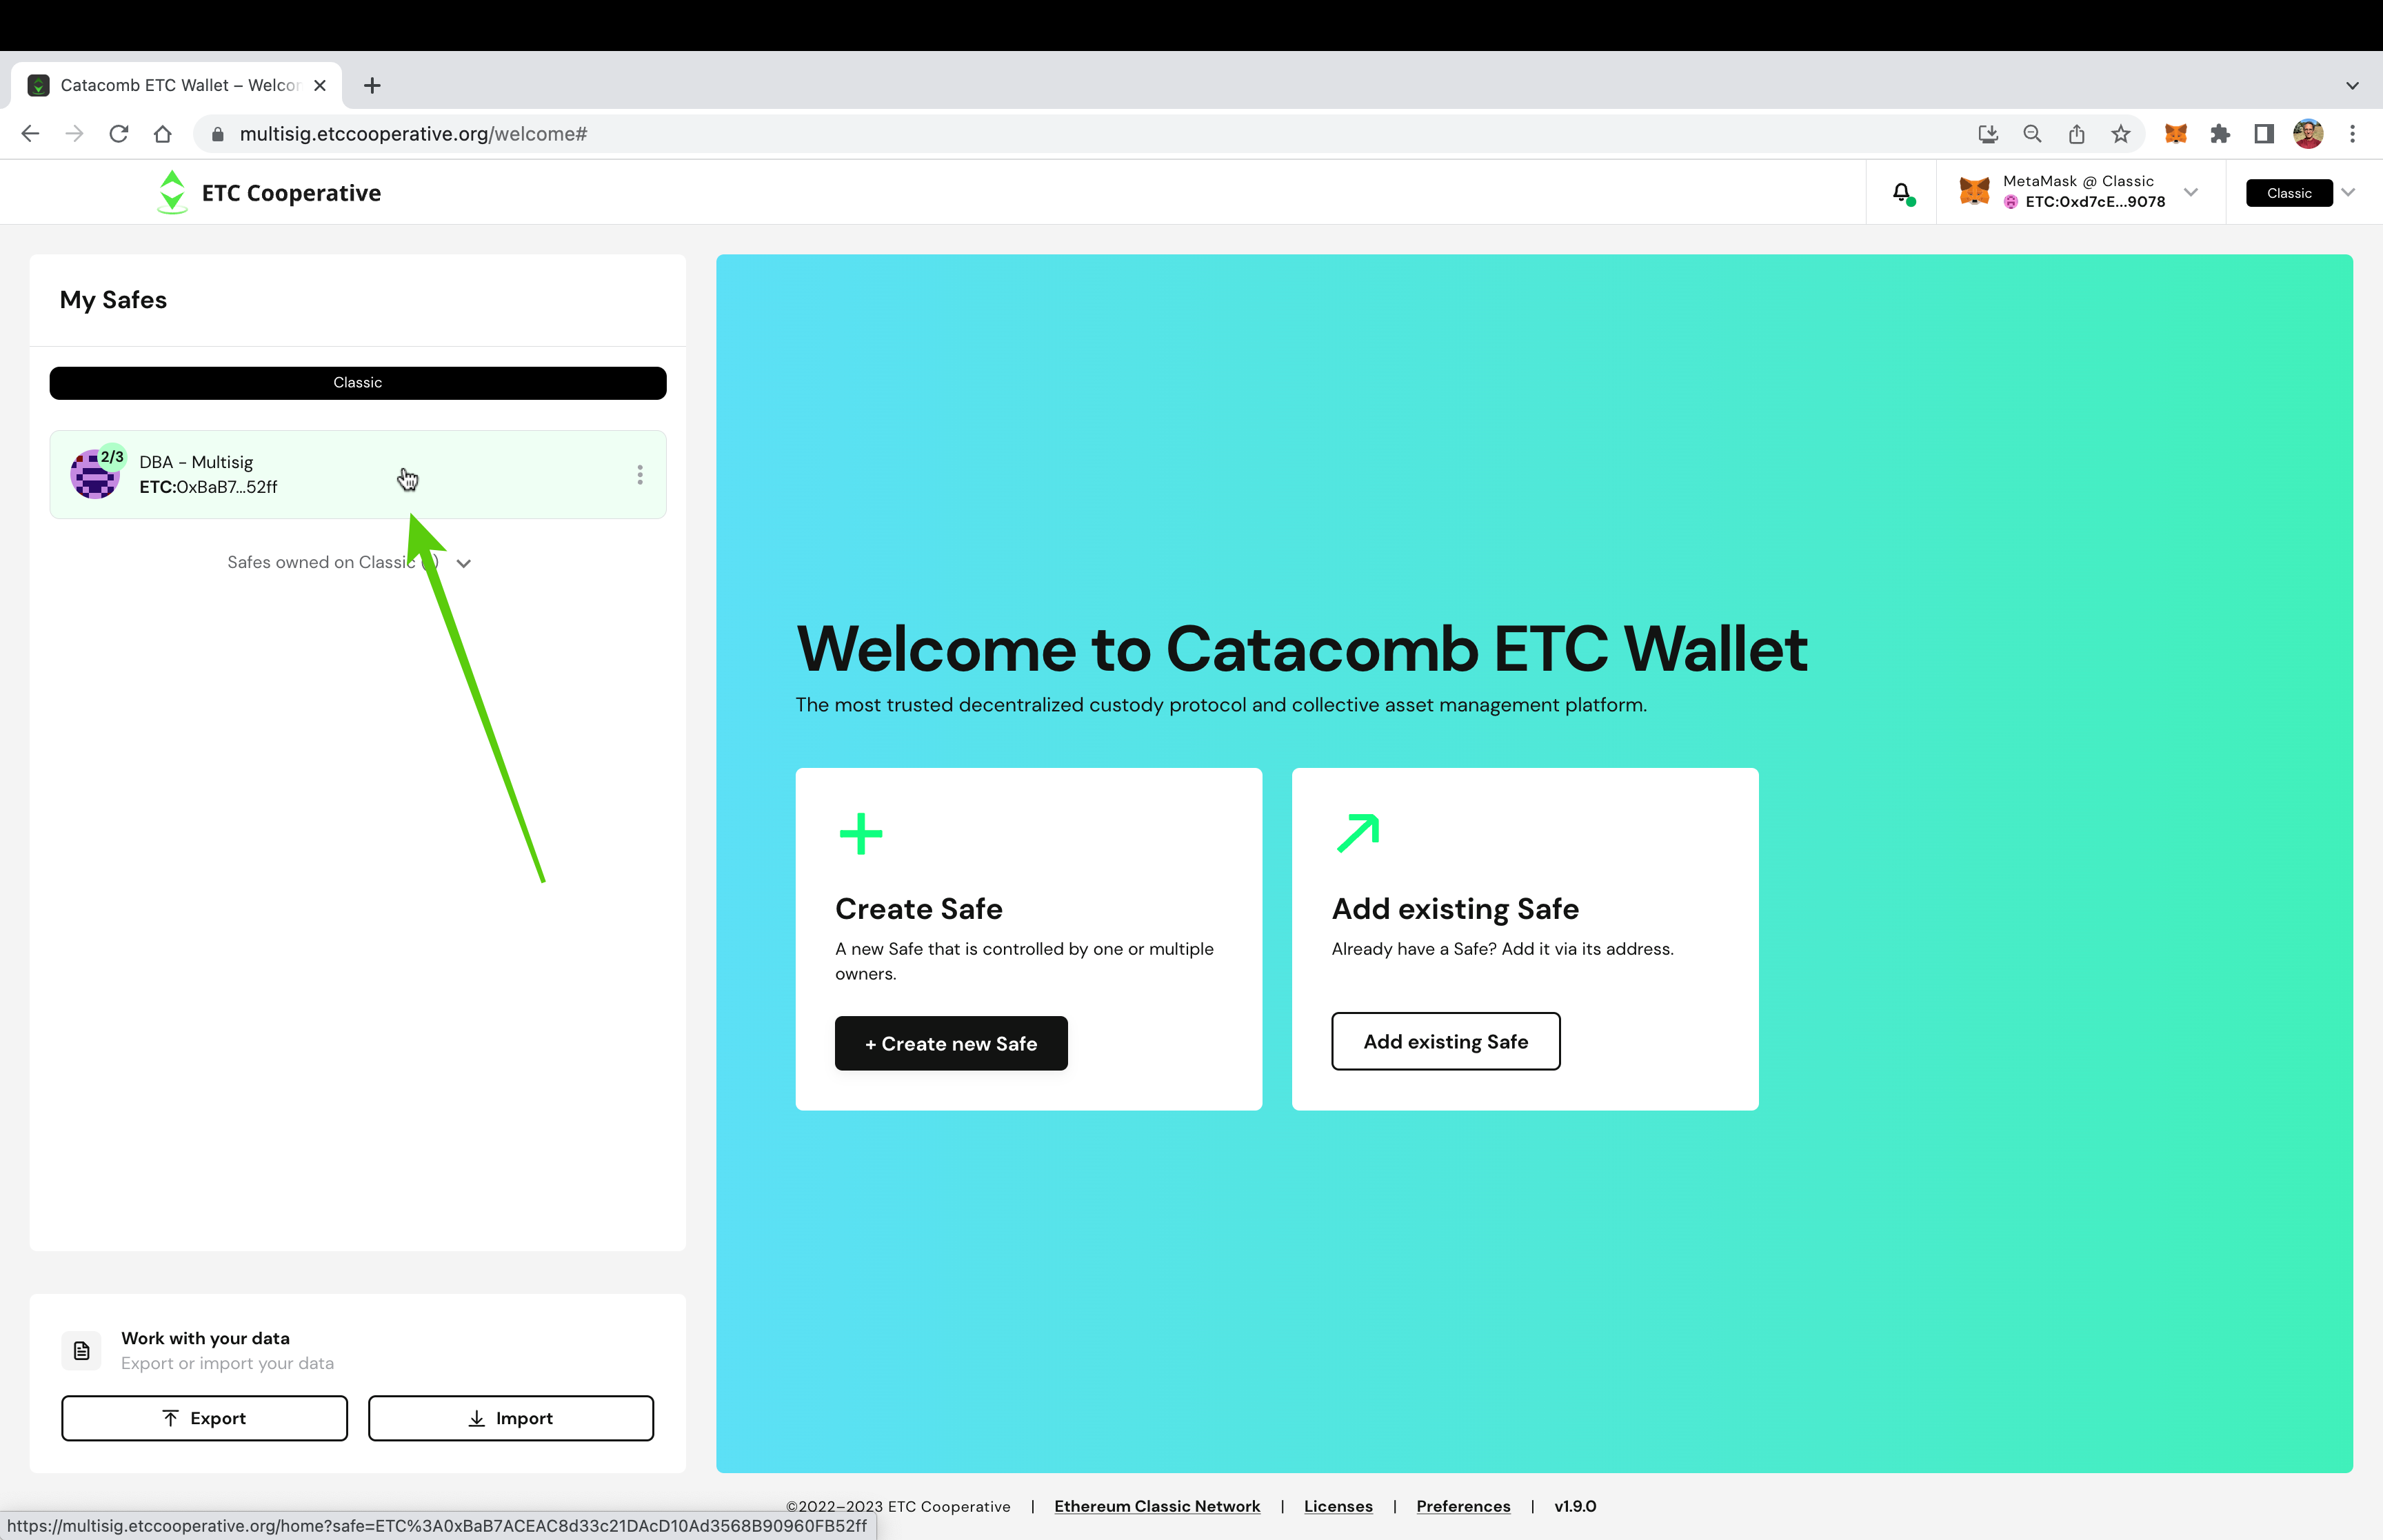 Catacomb ETC Wallet – Welcor
multisig.etccooperative.org/welcome#
ETC Cooperative
MetaMask @ Classic
ETC:0xd7cE...9078
Classic
My Safes
Classic
2/3
DBA - Multisig
ETC:0xBaB7...52ff
Safes owned on Classic
Welcome to Catacomb ETC Wallet
The most trusted decentralized custody protocol and collective asset management platform.
Create Safe
A new Safe that is controlled by one or multiple
owners.
+ Create new Safe
Add existing Safe
Already have a Safe? Add it via its address.
Add existing Safe
Work with your data
Export or import your data
Export
Import
©2022–2023 ETC Cooperative | Ethereum Classic Network | Licenses | Preferences | v1.9.0
https://multisig.etccooperative.org/home?safe=ETC%3A0xBaB7ACEAC8d33c21DAcD10Ad3568B90960FB52ff